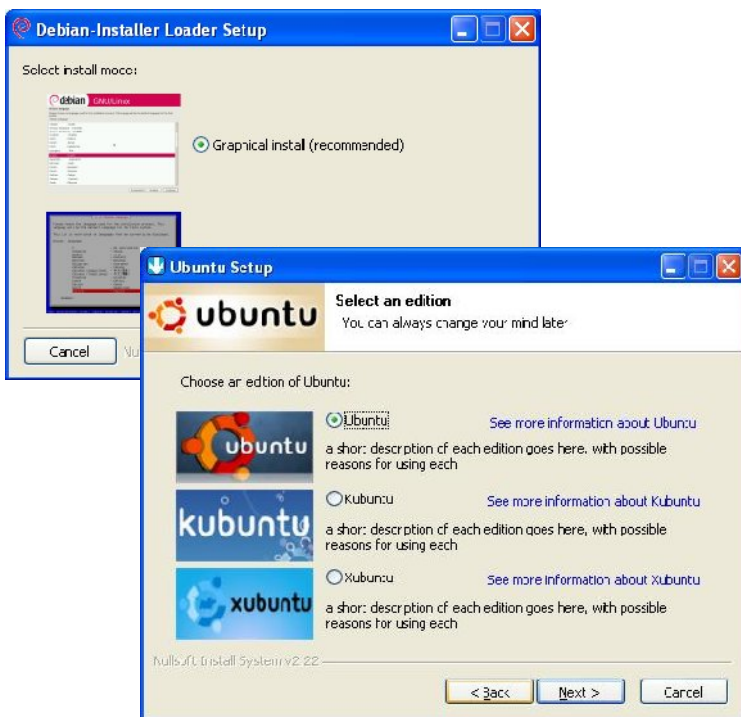 Debian-Installer Loader Setup
Select install mode:
debian GNU/Linux
Graphical install (recommended)
Cancel Nu
Ubuntu Setup
ubuntu
Select an edition
You can always change your mind later
Choose an edition of Ubuntu:
ubuntu
Ubuntu
See more information about Ubuntu
a short description of each edition goes here, with possible
reasons for using each
kubuntu
Kubuntu
See more information about Kubuntu
a short description of each edition goes here, with possible
reasons for using each
xubuntu
Xubuntu
See more information about Xubuntu
a short description of each edition goes here, with possible
reasons for using each
Nullsoft Install System v2.22
< Back Next > Cancel